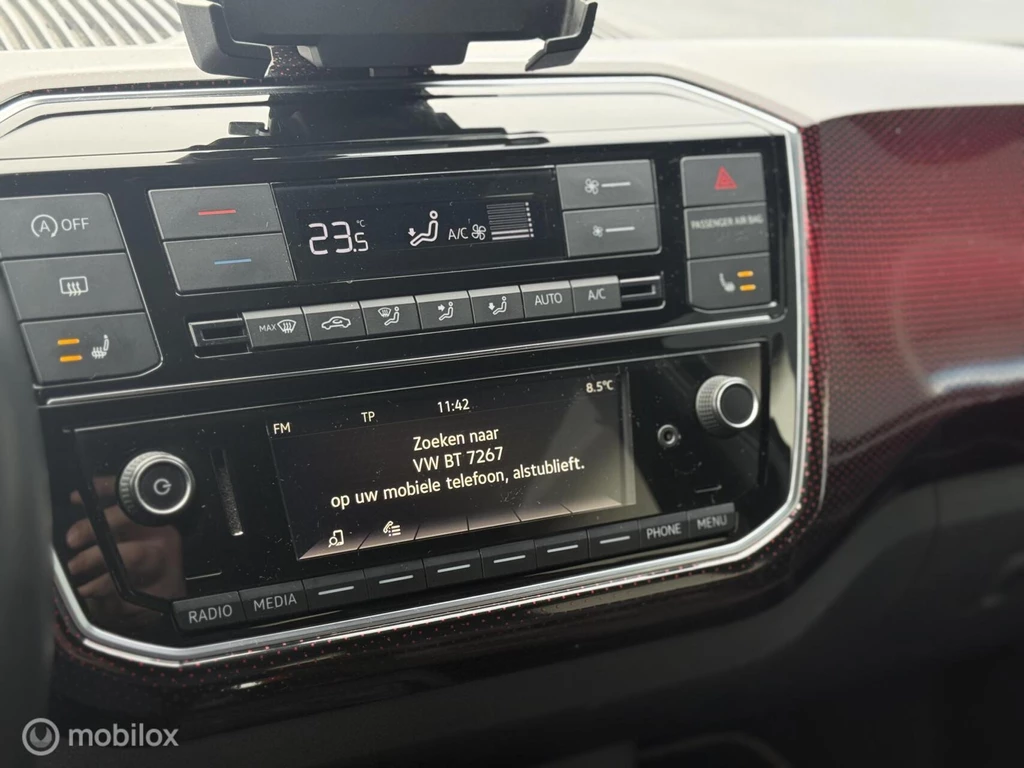 OFF
23.5 °C
A/C
PASSENGER AIR BAG
MAX
AUTO
A/C
FM TP 11:42 8.5°C
Zoeken naar
VW BT 7267
op uw mobiele telefoon, alstublieft.
RADIO
MEDIA
PHONE
MENU
mobilox